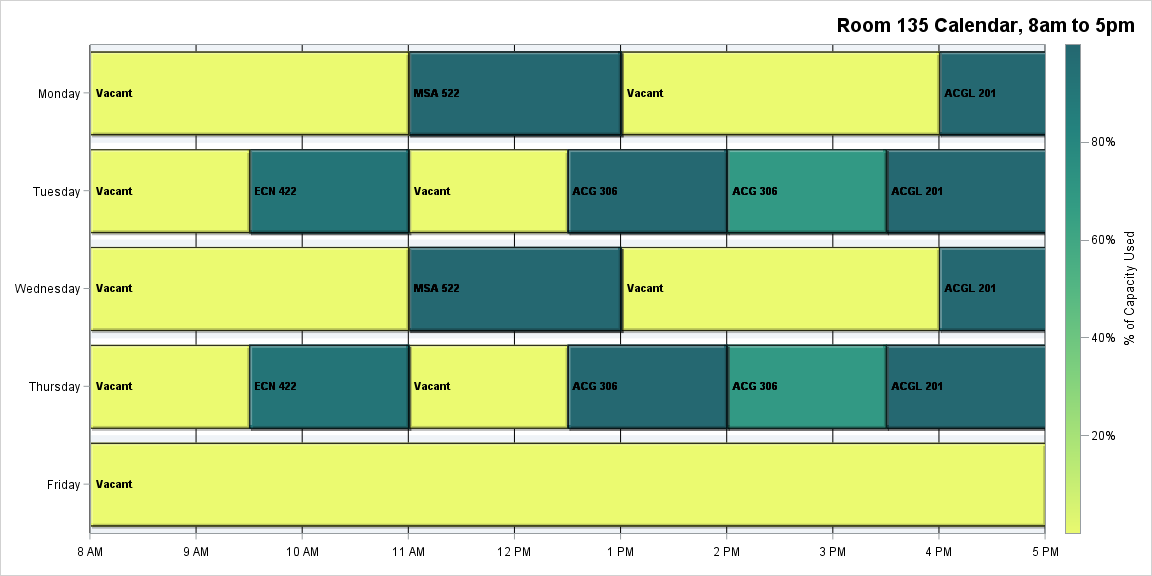 Room 135 Calendar, 8am to 5pm
Monday
Vacant
MSA 522
Vacant
ACGL 201
Tuesday
Vacant
ECN 422
Vacant
ACG 306
ACG 306
ACGL 201
Wednesday
Vacant
MSA 522
Vacant
ACGL 201
Thursday
Vacant
ECN 422
Vacant
ACG 306
ACG 306
ACGL 201
Friday
Vacant
8 AM
9 AM
10 AM
11 AM
12 PM
1 PM
2 PM
3 PM
4 PM
5 PM
80%
60%
40%
20%
% of Capacity Used